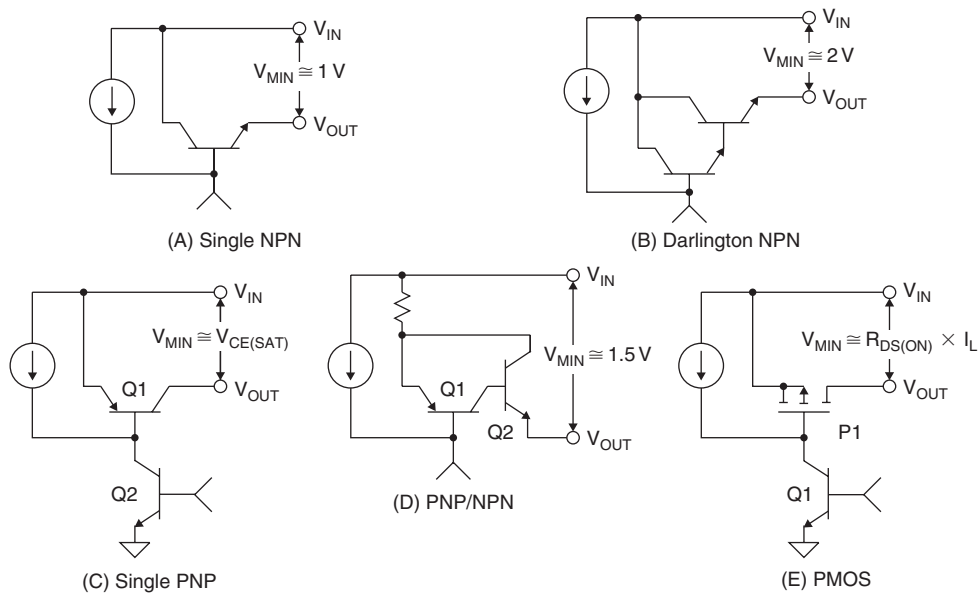 V_IN
V_MIN ≅ 1 V
V_OUT
(A) Single NPN
V_IN
V_MIN ≅ 2 V
V_OUT
(B) Darlington NPN
V_IN
V_MIN ≅ V_CE(SAT)
Q1
V_OUT
Q2
(C) Single PNP
V_IN
V_MIN ≅ 1.5 V
Q1
Q2
V_OUT
(D) PNP/NPN
V_IN
V_MIN ≅ R_DS(ON) × I_L
V_OUT
P1
Q1
(E) PMOS